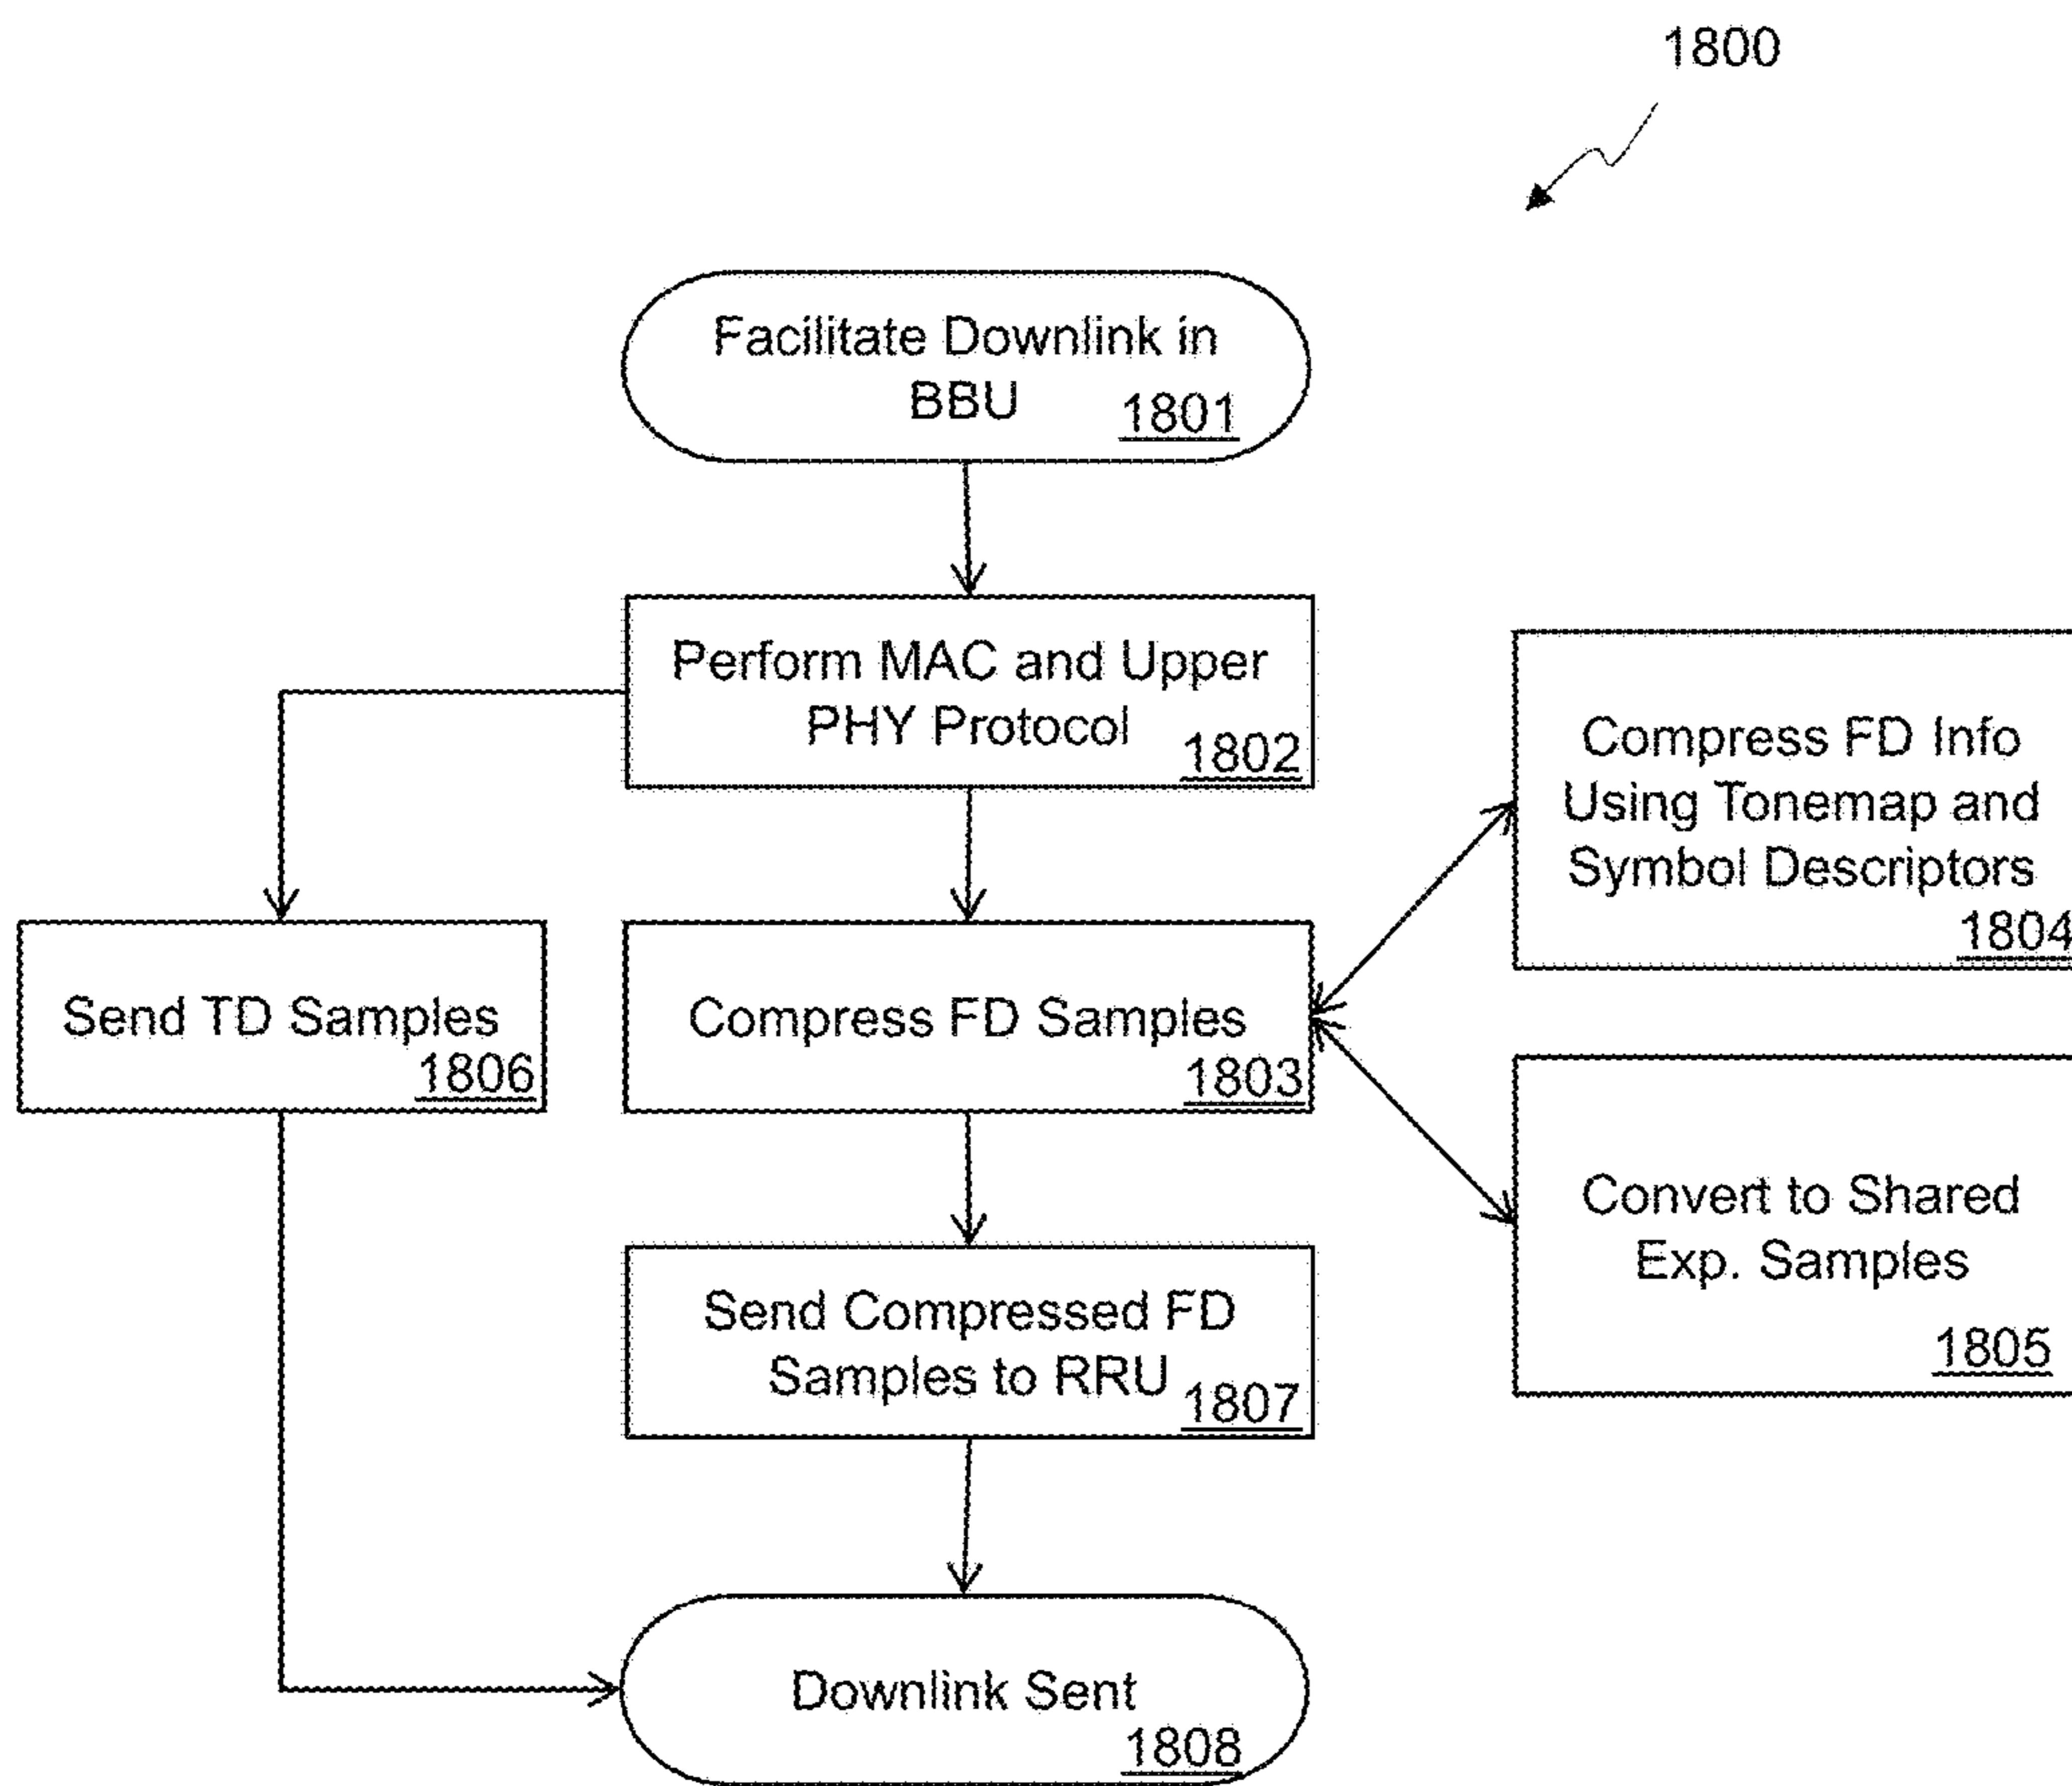 1800
Facilitate Downlink in
BBU
1801
Perform MAC and Upper
PHY Protocol
1802
Compress FD Info
Using Tonemap and
Symbol Descriptors
1804
Send TD Samples
1806
Compress FD Samples
1803
Convert to Shared
Exp. Samples
1805
Send Compressed FD
Samples to RRU
1807
Downlink Sent
1808